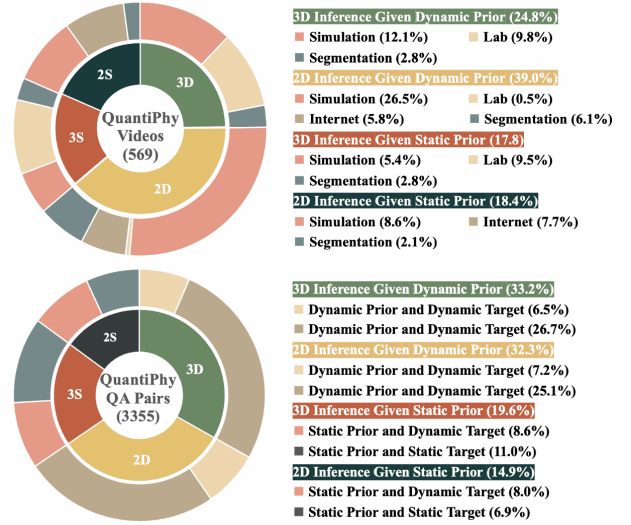 3D
2D
3S
2S
QuantiPhy
Videos
(569)
3D Inference Given Dynamic Prior (24.8%)
Simulation (12.1%) Lab (9.8%)
Segmentation (2.8%)
2D Inference Given Dynamic Prior (39.0%)
Simulation (26.5%) Lab (0.5%)
Internet (5.8%) Segmentation (6.1%)
3D Inference Given Static Prior (17.8)
Simulation (5.4%) Lab (9.5%)
Segmentation (2.8%)
2D Inference Given Static Prior (18.4%)
Simulation (8.6%) Internet (7.7%)
Segmentation (2.1%)
3D
2D
3S
2S
QuantiPhy
QA Pairs
(3355)
3D Inference Given Dynamic Prior (33.2%)
Dynamic Prior and Dynamic Target (6.5%)
Dynamic Prior and Dynamic Target (26.7%)
2D Inference Given Dynamic Prior (32.3%)
Dynamic Prior and Dynamic Target (7.2%)
Dynamic Prior and Dynamic Target (25.1%)
3D Inference Given Static Prior (19.6%)
Static Prior and Dynamic Target (8.6%)
Static Prior and Static Target (11.0%)
2D Inference Given Static Prior (14.9%)
Static Prior and Dynamic Target (8.0%)
Static Prior and Static Target (6.9%)